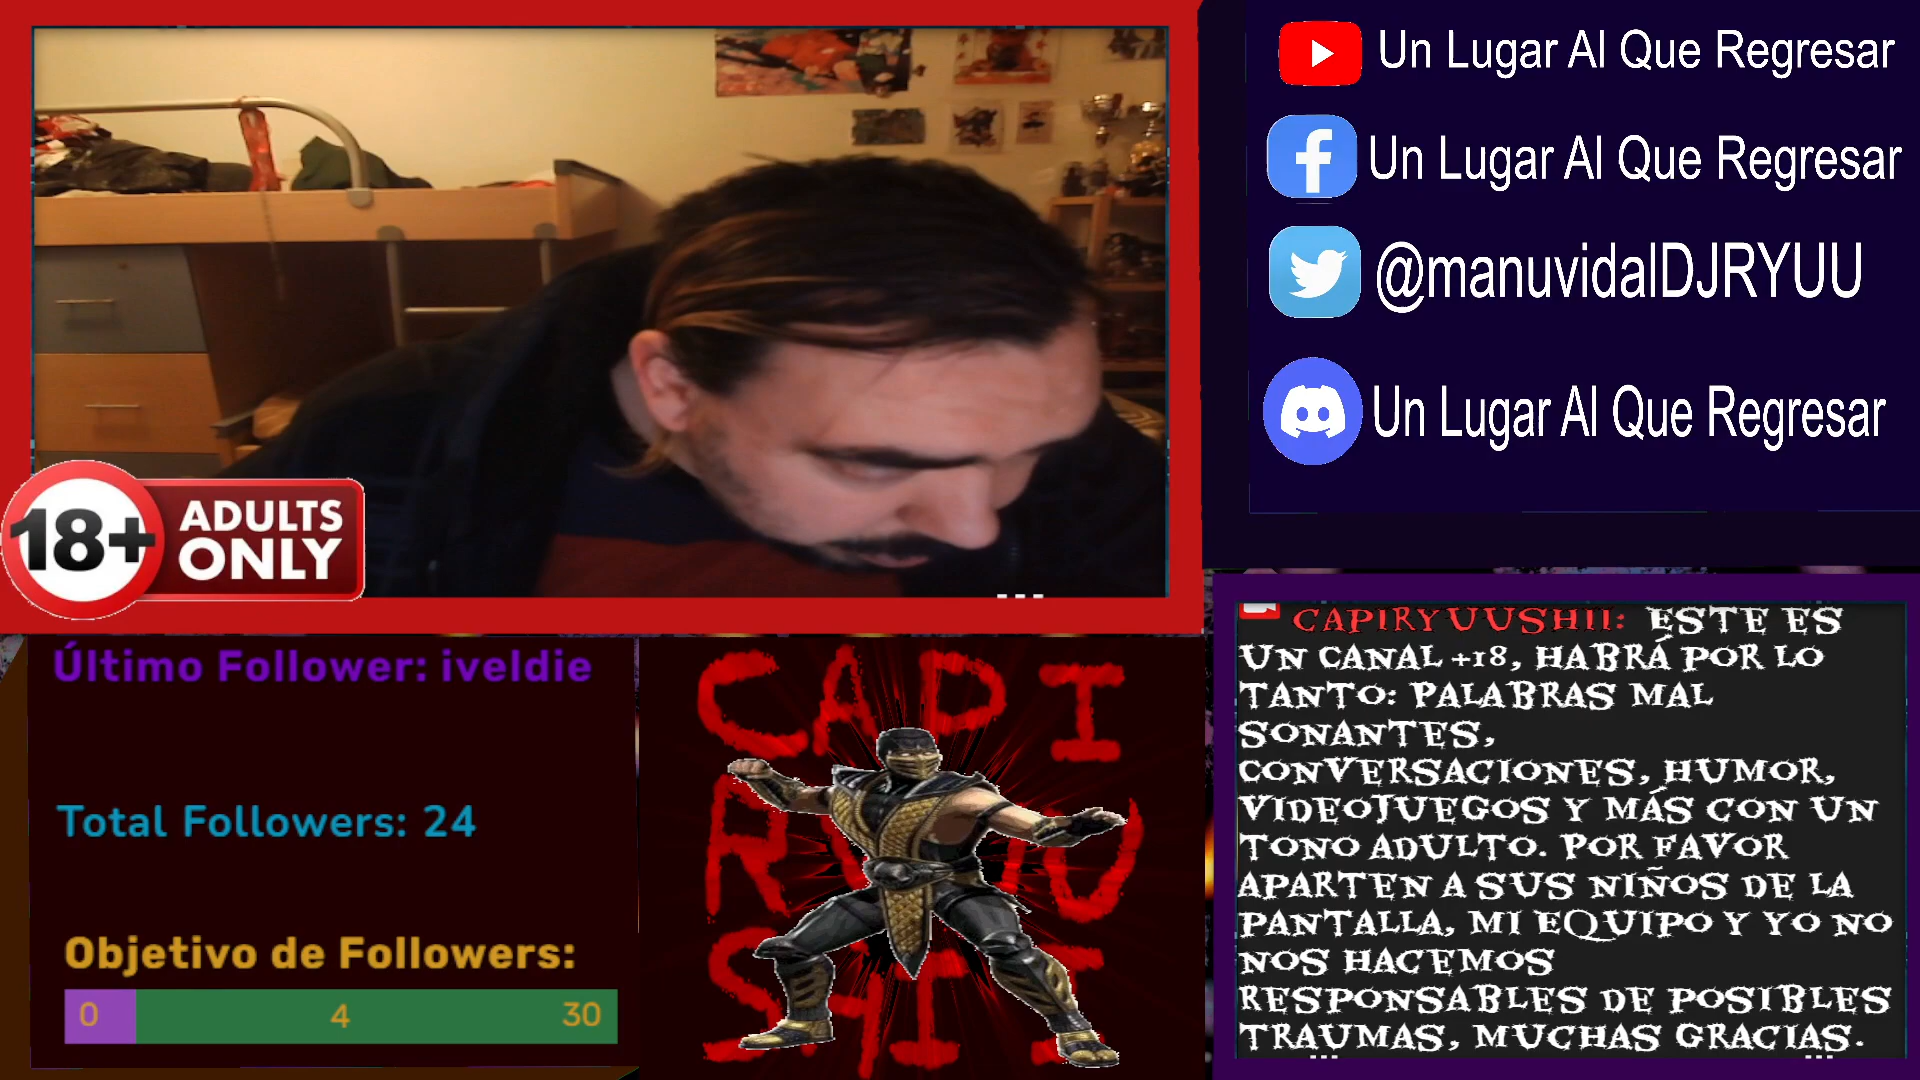 Un Lugar Al Que Regresar
Un Lugar Al Que Regresar
@manuvidalDJRYUU
Un Lugar Al Que Regresar
18+ ADULTS
ONLY
Último Follower: iveldie
Total Followers: 24
Objetivo de Followers:
0 4 30
CAPI
RYUU
SHII
CAPIRYUUSHII: ESTE ES
UN CANAL +18, HABRÁ POR LO
TANTO: PALABRAS MAL
SONANTES,
CONVERSACIONES, HUMOR,
VIDEOJUEGOS Y MÁS CON UN
TONO ADULTO. POR FAVOR
APARTEN A SUS NIÑOS DE LA
PANTALLA, MI EQUIPO Y YO NO
NOS HACEMOS
RESPONSABLES DE POSIBLES
TRAUMAS, MUCHAS GRACIAS.